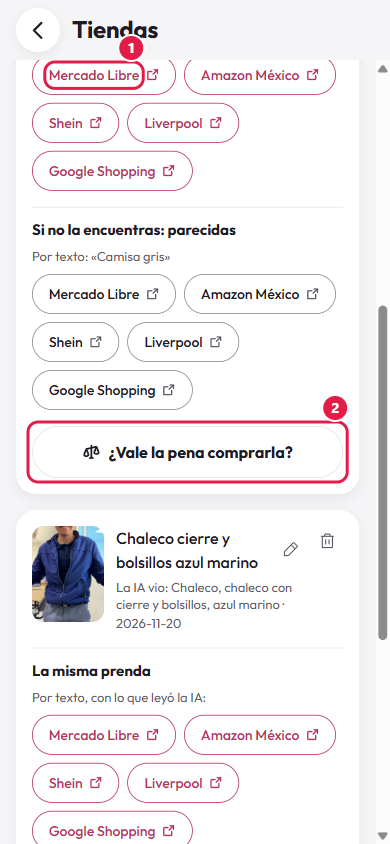 Tiendas
1
Mercado Libre
Amazon México
Shein
Liverpool
Google Shopping
Si no la encuentras: parecidas
Por texto: «Camisa gris»
Mercado Libre
Amazon México
Shein
Liverpool
Google Shopping
2
¿Vale la pena comprarla?
Chaleco cierre y
bolsillos azul marino
La IA vio: Chaleco, chaleco con
cierre y bolsillos, azul marino ·
2026-11-20
La misma prenda
Por texto, con lo que leyó la IA:
Mercado Libre
Amazon México
Shein
Liverpool
Google Shopping